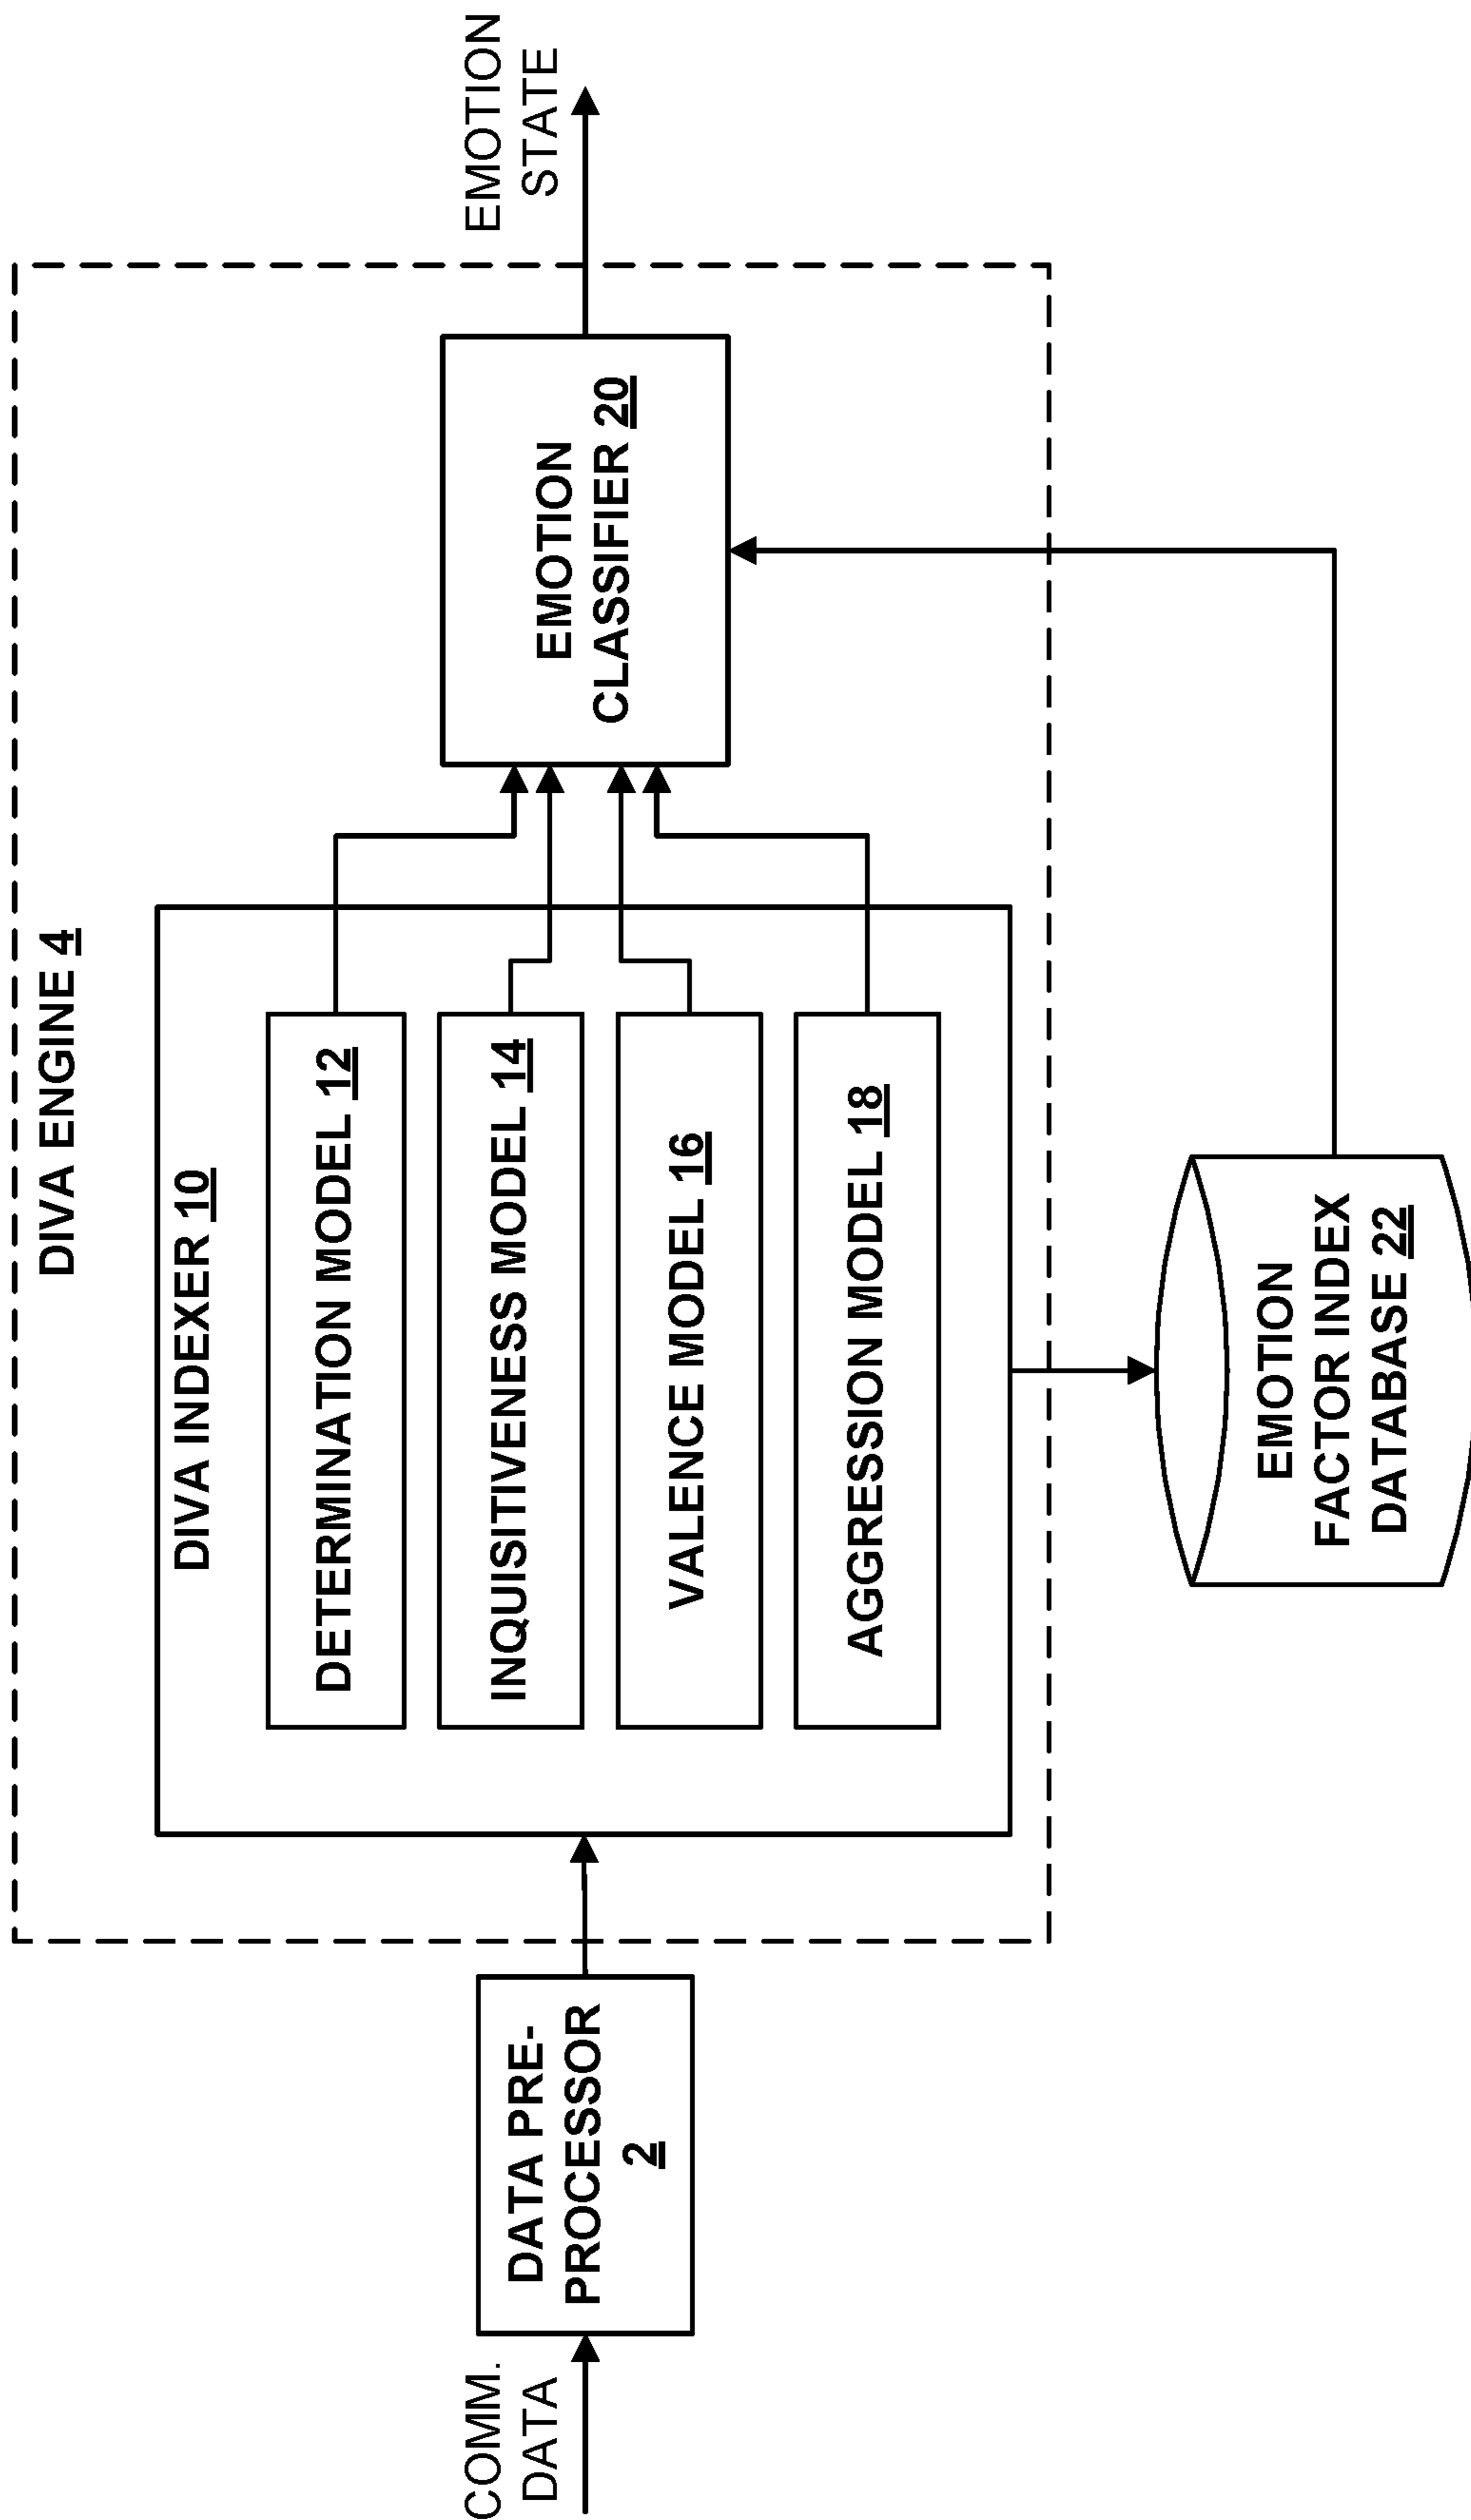 COMM.
DATA
DATA PRE-
PROCESSOR
2
DIVA ENGINE 4
DIVA INDEXER 10
DETERMINATION MODEL 12
INQUISITIVENESS MODEL 14
VALENCE MODEL 16
AGGRESSION MODEL 18
EMOTION
FACTOR INDEX
DATABASE 22
EMOTION
CLASSIFIER 20
EMOTION
STATE